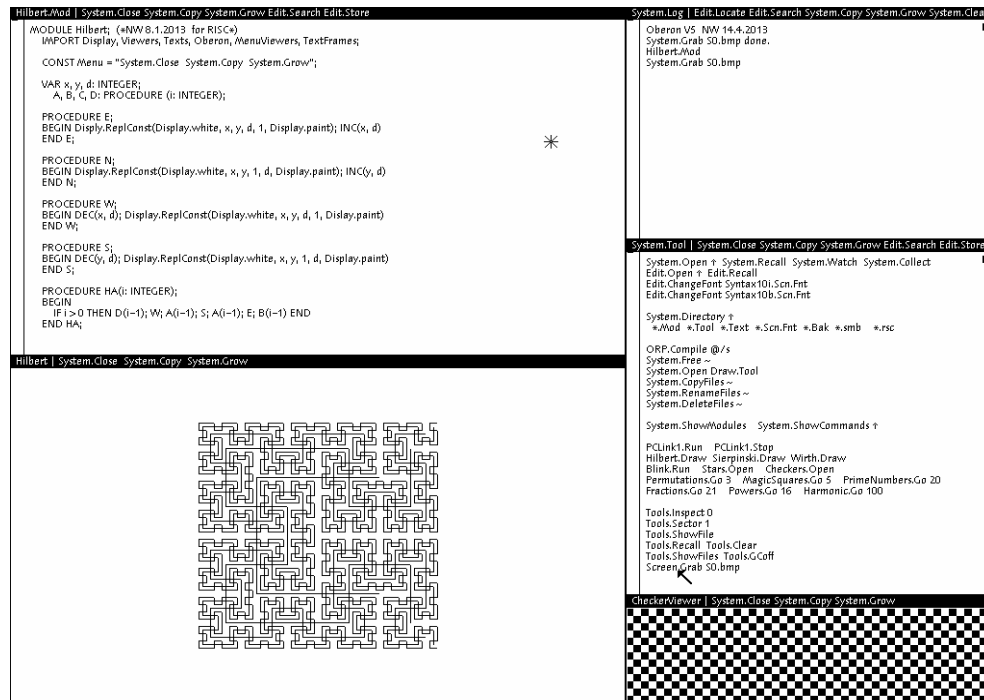 Hilbert.Mod | System.Close System.Copy System.Grow Edit.Search Edit.Store
MODULE Hilbert; (*NW 8.1.2013 for RISC*)
IMPORT Display, Viewers, Texts, Oberon, MenuViewers, TextFrames;
CONST Menu = "System.Close System.Copy System.Grow";
VAR x, y, d: INTEGER;
A, B, C, D: PROCEDURE (i: INTEGER);
PROCEDURE E;
BEGIN Disply.ReplConst(Display.white, x, y, d, 1, Display.paint); INC(x, d)
END E;
PROCEDURE N;
BEGIN Display.ReplConst(Display.white, x, y, 1, d, Display.paint); INC(y, d)
END N;
PROCEDURE W;
BEGIN DEC(x, d); Display.ReplConst(Display.white, x, y, d, 1, Dislay.paint)
END W;
PROCEDURE S;
BEGIN DEC(y, d); Display.ReplConst(Display.white, x, y, 1, d, Display.paint)
END S;
PROCEDURE HA(i: INTEGER);
BEGIN
IF i > 0 THEN D(i-1); W; A(i-1); S; A(i-1); E; B(i-1) END
END HA;
Hilbert | System.Close System.Copy System.Grow
System.Log | Edit.Locate Edit.Search System.Copy System.Grow System.Clea
Oberon V5 NW 14.4.2013
System.Grab S0.bmp done.
Hilbert.Mod
System.Grab S0.bmp
System.Tool | System.Close System.Copy System.Grow Edit.Search Edit.Store
System.Open ↑ System.Recall System.Watch System.Collect
Edit.Open ↑ Edit.Recall
Edit.ChangeFont Syntax10i.Scn.Fnt
Edit.ChangeFont Syntax10b.Scn.Fnt
System.Directory ↑
*.Mod *.Tool *.Text *.Scn.Fnt *.Bak *.smb *.rsc
ORP.Compile @/s
System.Free ~
System.Open Draw.Tool
System.CopyFiles ~
System.RenameFiles ~
System.DeleteFiles ~
System.ShowModules System.ShowCommands ↑
PCLink1.Run PCLink1.Stop
Hilbert.Draw Sierpinski.Draw Wirth.Draw
Blink.Run Stars.Open Checkers.Open
Permutations.Go 3 MagicSquares.Go 5 PrimeNumbers.Go 20
Fractions.Go 21 Powers.Go 16 Harmonic.Go 100
Tools.Inspect 0
Tools.Sector 1
Tools.ShowFile
Tools.Recall Tools.Clear
Tools.ShowFiles Tools.GCoff
Screen.Grab S0.bmp
CheckerViewer | System.Close System.Copy System.Grow